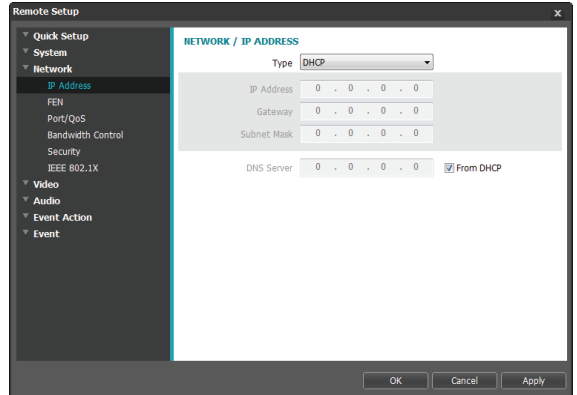 Remote Setup
x
Quick Setup
System
Network
IP Address
FEN
Port/QoS
Bandwidth Control
Security
IEEE 802.1X
Video
Audio
Event Action
Event
NETWORK / IP ADDRESS
Type DHCP
IP Address 0 . 0 . 0 . 0
Gateway 0 . 0 . 0 . 0
Subnet Mask 0 . 0 . 0 . 0
DNS Server 0 . 0 . 0 . 0 From DHCP
OK Cancel Apply